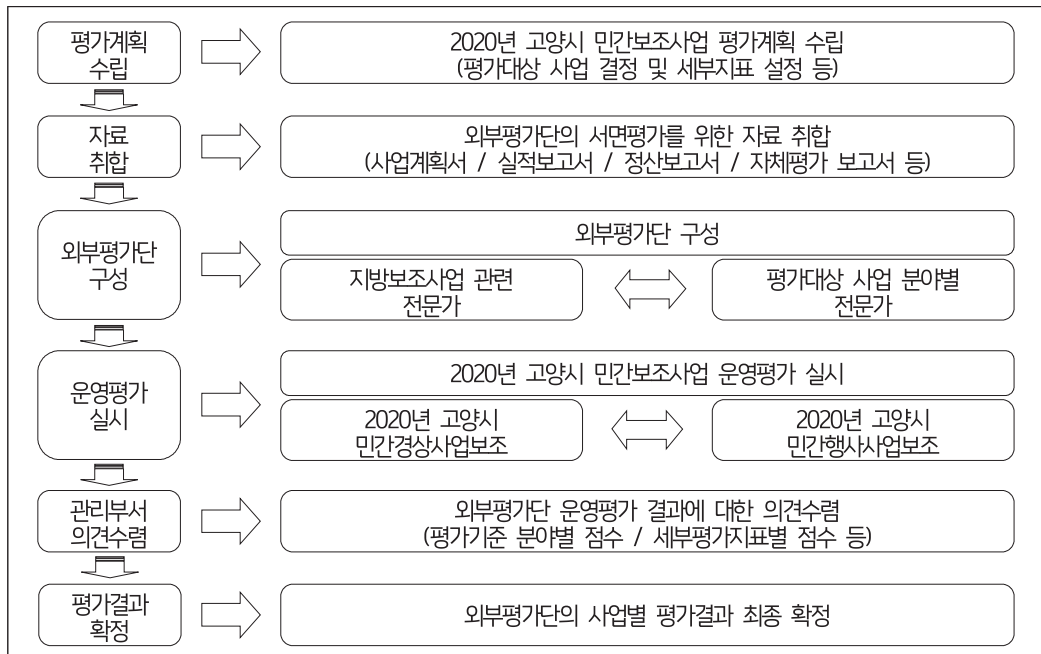 평가계획
수립
2020년 고양시 민간보조사업 평가계획 수립
(평가대상 사업 결정 및 세부지표 설정 등)
자료
취합
외부평가단의 서면평가를 위한 자료 취합
(사업계획서 / 실적보고서 / 정산보고서 / 자체평가 보고서 등)
외부평가단
구성
외부평가단 구성
지방보조사업 관련
전문가
평가대상 사업 분야별
전문가
운영평가
실시
2020년 고양시 민간보조사업 운영평가 실시
2020년 고양시
민간경상사업보조
2020년 고양시
민간행사사업보조
관리부서
의견수렴
외부평가단 운영평가 결과에 대한 의견수렴
(평가기준 분야별 점수 / 세부평가지표별 점수 등)
평가결과
확정
외부평가단의 사업별 평가결과 최종 확정